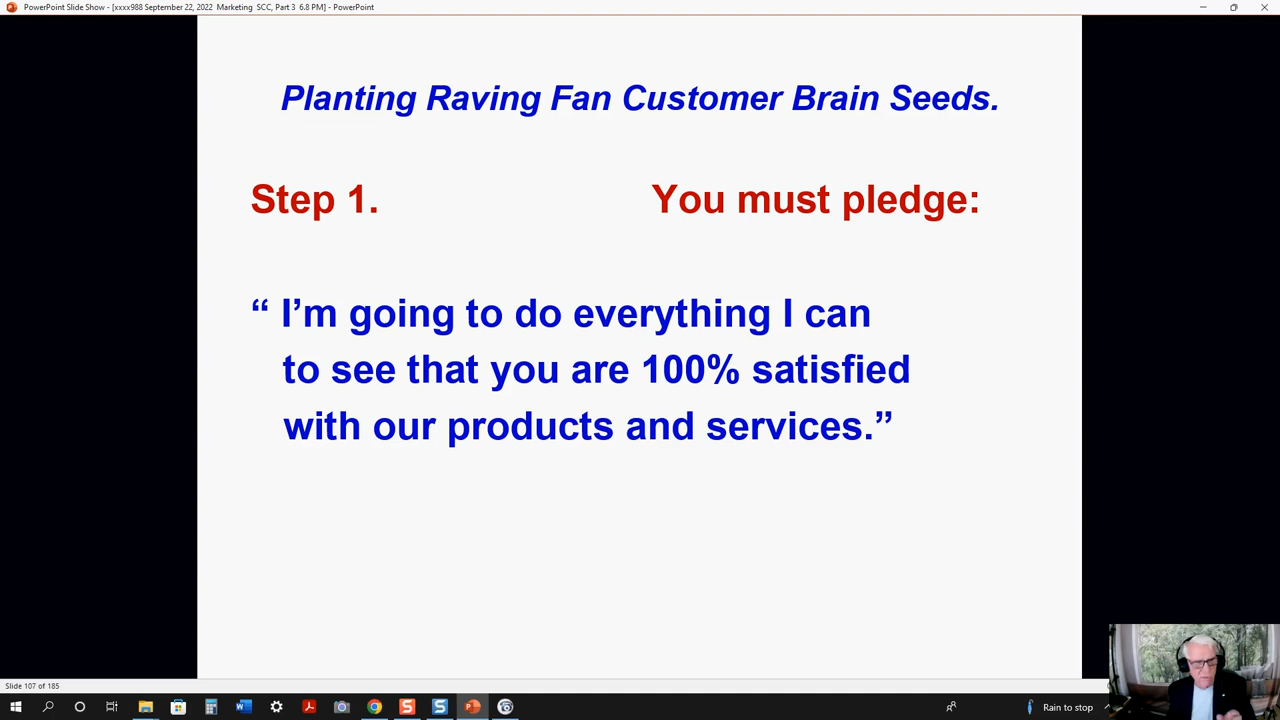 PowerPoint Slide Show - [xxxx988 September 22, 2022 Marketing SCC, Part 3 6.8 PM] - PowerPoint
Planting Raving Fan Customer Brain Seeds.
Step 1. You must pledge:
“ I’m going to do everything I can
to see that you are 100% satisfied
with our products and services.”
Slide 107 of 185
Rain to stop